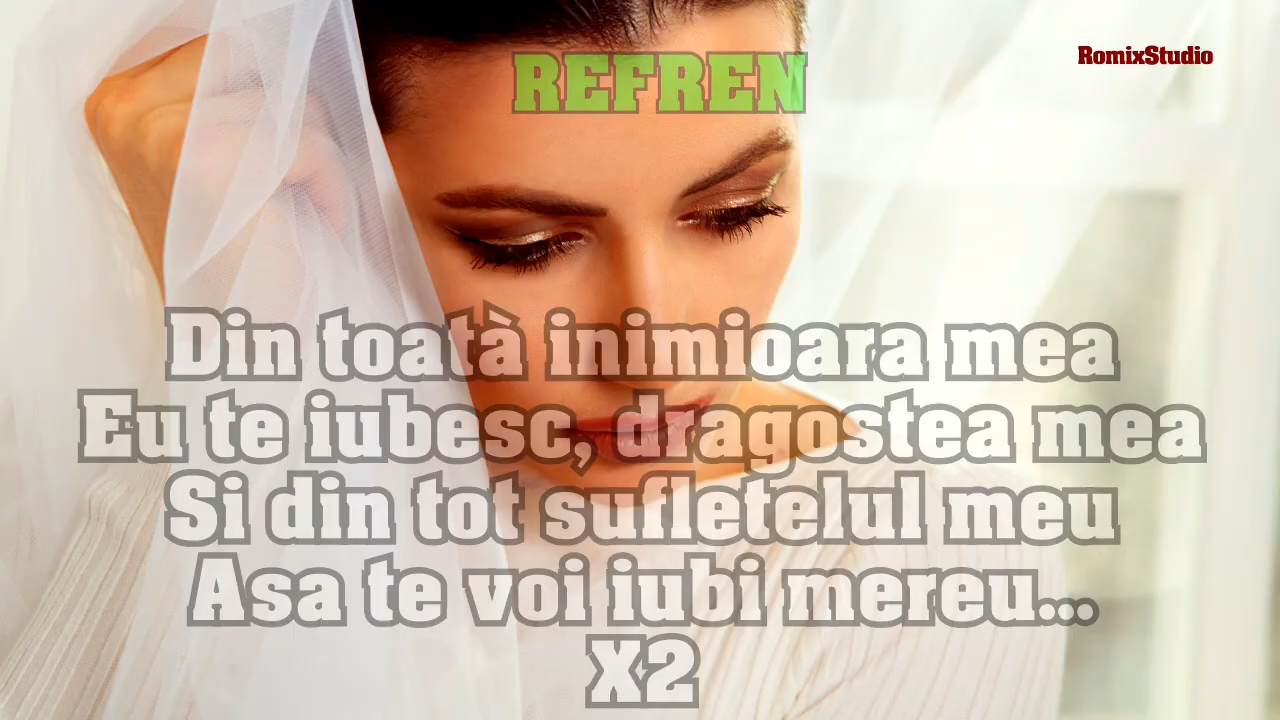 RomixStudio
REFREN
Din toatà inimioara mea
Eu te iubesc, dragostea mea
Si din tot sufletelul meu
Asa te voi iubi mereu...
X2